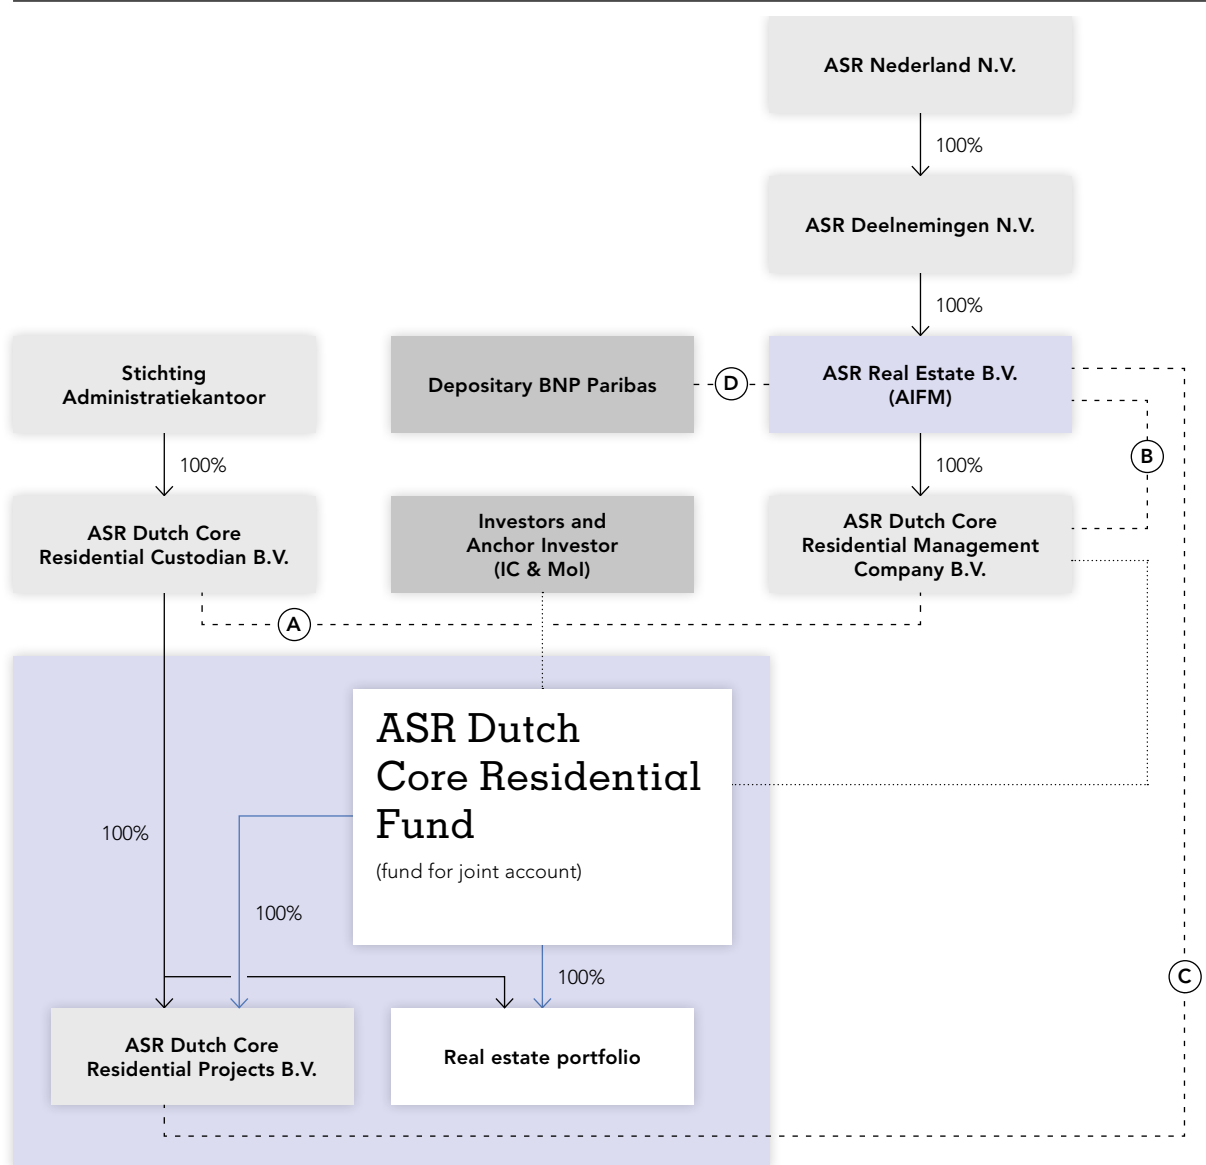 ASR Nederland N.V.
100%
ASR Deelnemingen N.V.
100%
Stichting
Administratiekantoor
Depositary BNP Paribas
D
ASR Real Estate B.V.
(AIFM)
100%
100%
B
ASR Dutch Core
Residential Custodian B.V.
Investors and
Anchor Investor
(IC & MoI)
ASR Dutch Core
Residential Management
Company B.V.
A
ASR Dutch
Core Residential
Fund
(fund for joint account)
100%
100%
100%
C
ASR Dutch Core
Residential Projects B.V.
Real estate portfolio